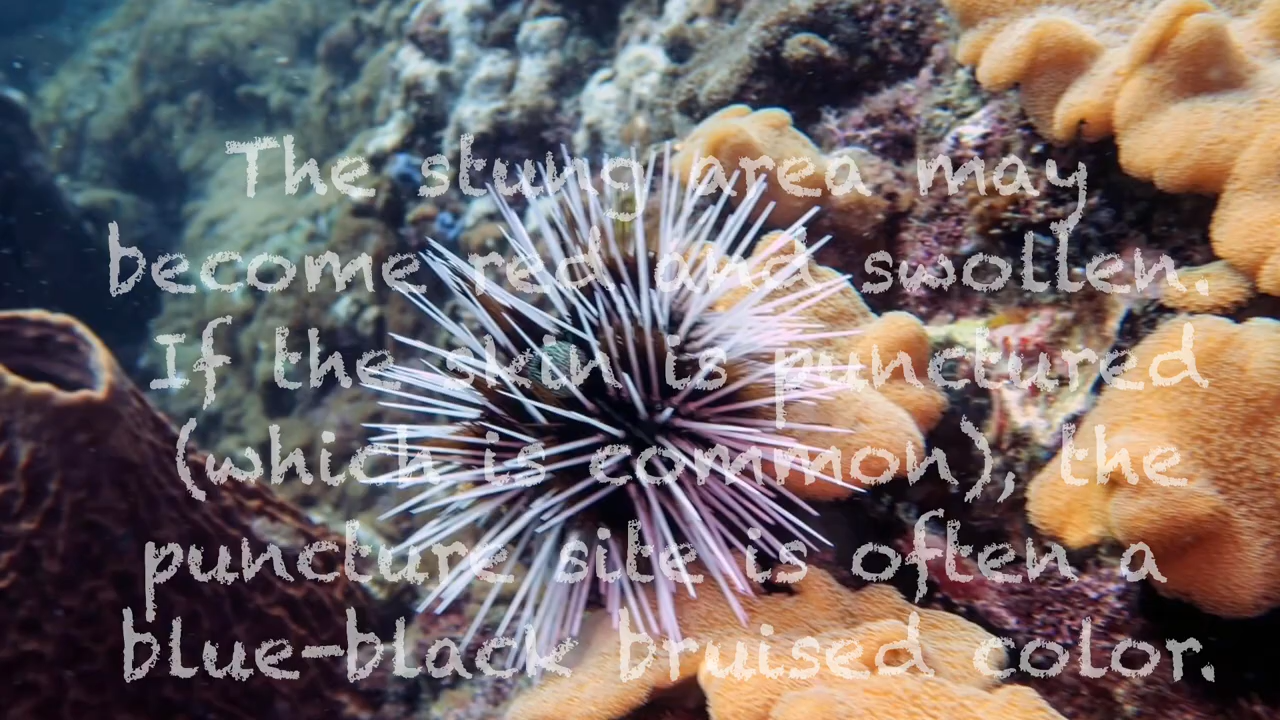 The stung area may
become red and swollen.
If the skin is punctured
(which is common), the
puncture site is often a
blue-black bruised color.